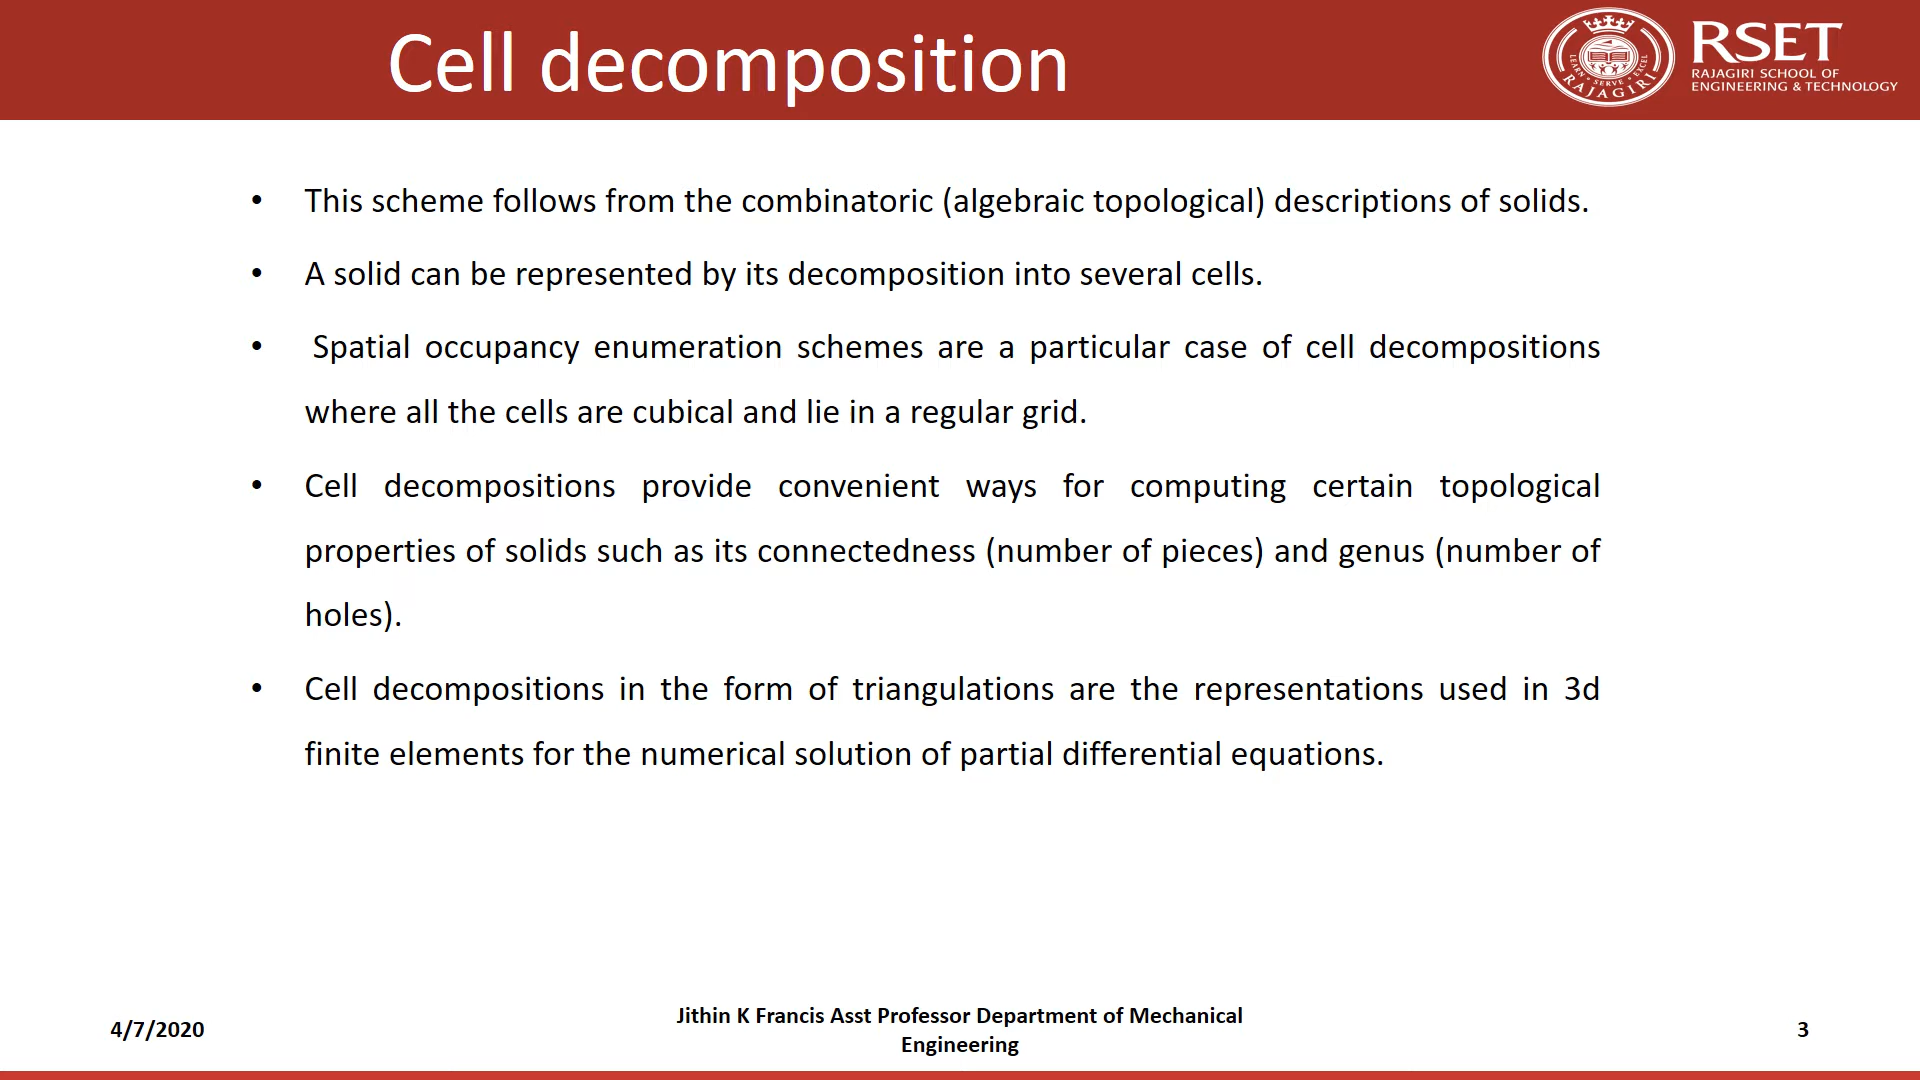 Cell decomposition
RSET
RAJAGIRI SCHOOL OF
ENGINEERING & TECHNOLOGY
LEARN • SERVE • EXCEL
RAJAGIRI
• This scheme follows from the combinatoric (algebraic topological) descriptions of solids.
• A solid can be represented by its decomposition into several cells.
• Spatial occupancy enumeration schemes are a particular case of cell decompositions
where all the cells are cubical and lie in a regular grid.
• Cell decompositions provide convenient ways for computing certain topological
properties of solids such as its connectedness (number of pieces) and genus (number of
holes).
• Cell decompositions in the form of triangulations are the representations used in 3d
finite elements for the numerical solution of partial differential equations.
4/7/2020
Jithin K Francis Asst Professor Department of Mechanical
Engineering
3